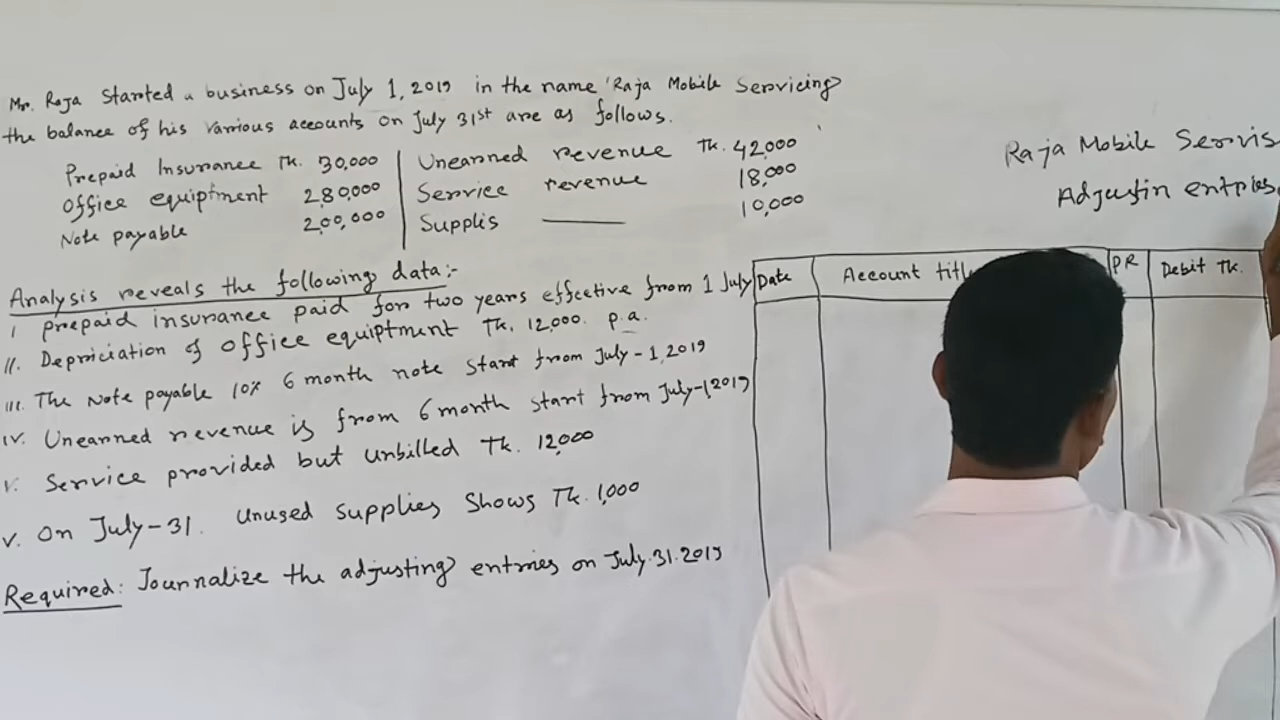 Mr. Raja Started a business on July 1, 2019 in the name 'Raja Mobile Servicing
the balance of his various accounts on July 31st are as follows.
Prepaid Insurance Tk. 30,000
Office equiptment 280,000
Note payable 200,000
Unearned revenue Tk. 42,000
Service revenue 18,000
Supplis —— 10,000
Analysis reveals the following data:-
I prepaid insurance paid for two years effective from 1 July
II. Depriciation of office equiptment Tk. 12,000. p.a.
III. The Note payable 10% 6 month note start from July-1, 2019
IV. Unearned revenue is from 6 month start from July-1, 2019
V. Service provided but unbilled Tk. 12,000
V. On July-31. Unused supplies shows Tk. 1,000
Required: Journalize the adjusting entries on July.31.2019
Raja Mobile Servis
Adjustin entries
Date Account titl PR Debit Tk.